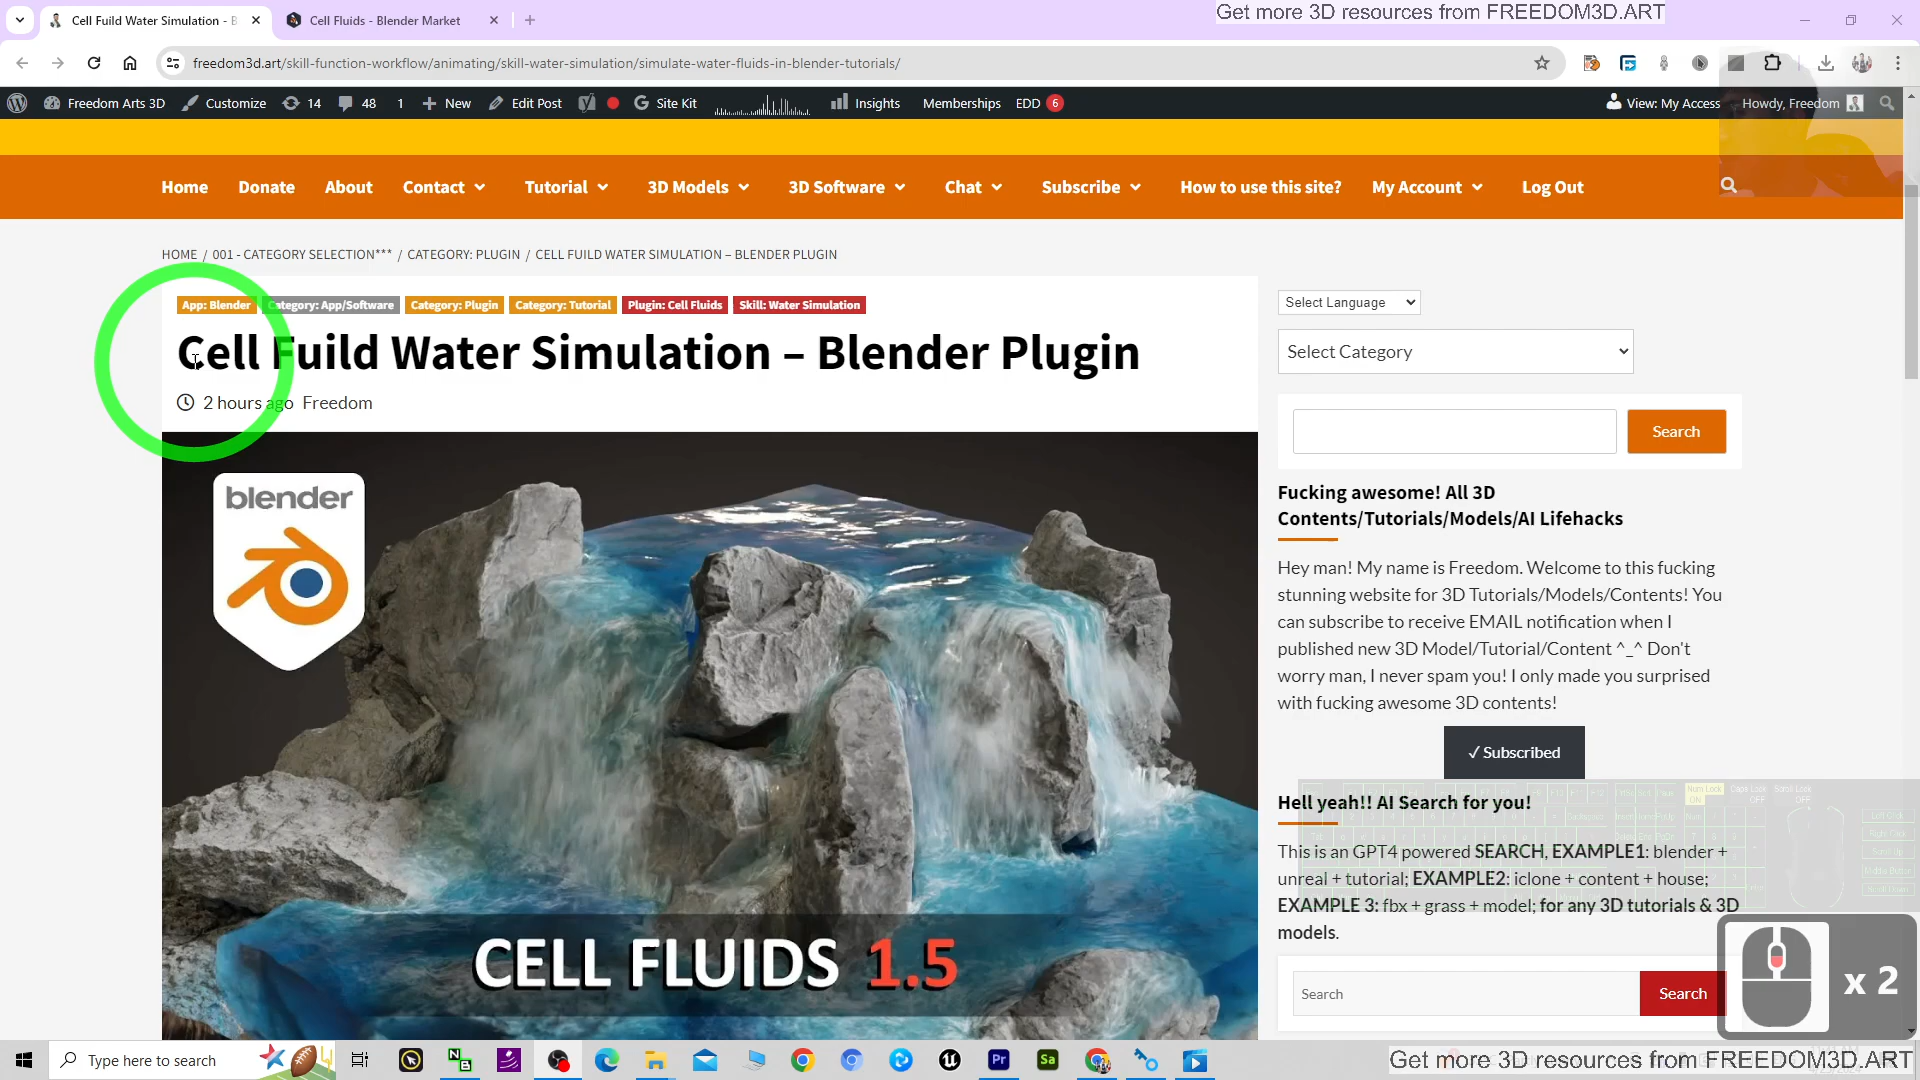 Cell Fuild Water Simulation - B
Cell Fluids - Blender Market
Get more 3D resources from FREEDOM3D.ART
freedom3d.art/skill-function-workflow/animating/skill-water-simulation/simulate-water-fluids-in-blender-tutorials/
Freedom Arts 3D Customize 14 48 1 New Edit Post Site Kit Insights Memberships EDD 6 View: My Access Howdy, Freedom
Home Donate About Contact Tutorial 3D Models 3D Software Chat Subscribe How to use this site? My Account Log Out
HOME / 001 - CATEGORY SELECTION*** / CATEGORY: PLUGIN / CELL FUILD WATER SIMULATION – BLENDER PLUGIN
App: Blender Category: App/Software Category: Plugin Category: Tutorial Plugin: Cell Fluids Skill: Water Simulation
Cell Fuild Water Simulation – Blender Plugin
2 hours ago Freedom
blender
CELL FLUIDS 1.5
Select Language
Select Category
Search
Fucking awesome! All 3D
Contents/Tutorials/Models/AI Lifehacks
Hey man! My name is Freedom. Welcome to this fucking
stunning website for 3D Tutorials/Models/Contents! You
can subscribe to receive EMAIL notification when I
published new 3D Model/Tutorial/Content ^_^ Don't
worry man, I never spam you! I only made you surprised
with fucking awesome 3D contents!
✓ Subscribed
Hell yeah!! AI Search for you!
Num Lock Caps Lock Scroll Lock
ON OFF OFF
This is an GPT4 powered SEARCH, EXAMPLE1: blender +
unreal + tutorial; EXAMPLE2: iclone + content + house;
EXAMPLE 3: fbx + grass + model; for any 3D tutorials & 3D
models.
Search Search
x 2
Type here to search
Pr Sa
Get more 3D resources from FREEDOM3D.ART